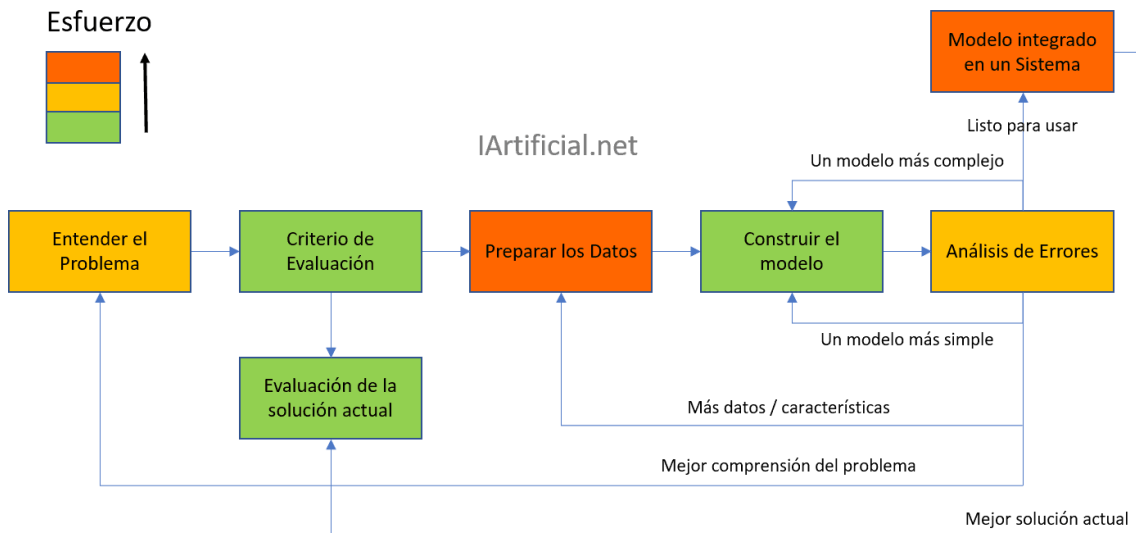 Esfuerzo
Modelo integrado
en un Sistema
Listo para usar
IArtificial.net
Un modelo más complejo
Entender el
Problema
Criterio de
Evaluación
Preparar los Datos
Construir el
modelo
Análisis de Errores
Un modelo más simple
Evaluación de la
solución actual
Más datos / características
Mejor comprensión del problema
Mejor solución actual